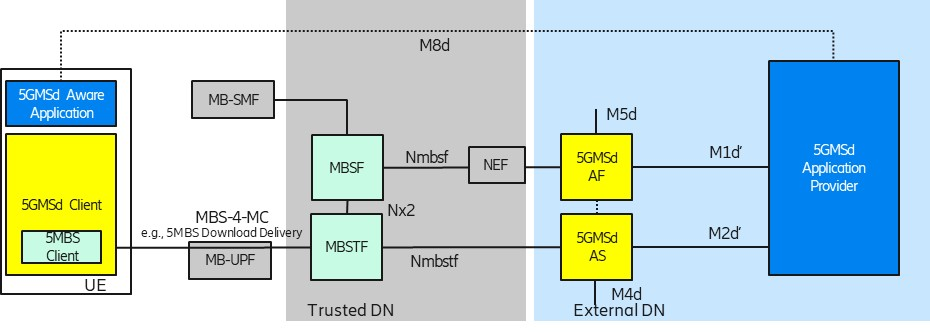 M8d
5GMSd Aware
Application
MB-SMF
M5d
MBSF
Nmbsf
NEF
5GMSd
AF
M1d'
5GMSd
Application
Provider
5GMSd Client
MBS-4-MC
Nx2
e.g., 5MBS Download Delivery
5MBS
Client
MB-UPF
MBSTF
Nmbstf
5GMSd
AS
M2d'
UE
M4d
Trusted DN
External DN